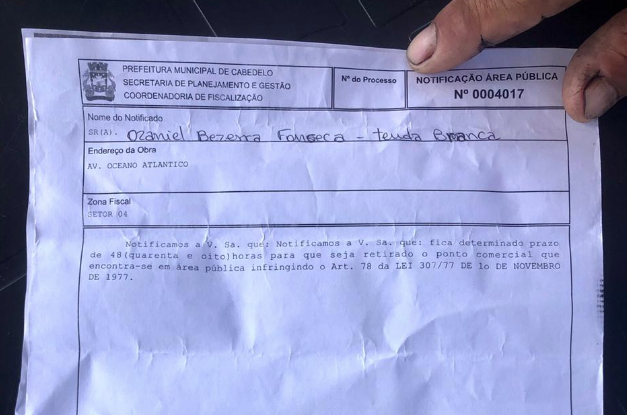 PREFEITURA MUNICIPAL DE CABEDELO
SECRETARIA DE PLANEJAMENTO E GESTÃO
COORDENADORIA DE FISCALIZAÇÃO
Nº do Processo
NOTIFICAÇÃO ÁREA PÚBLICA
Nº 0004017
Nome do Notificado
SR(A). Ozaniel Bezerra Fonseca - tenda Branca
Endereço da Obra
AV. OCEANO ATLANTICO
Zona Fiscal
SETOR 04
Notificamos a V. Sa. que: Notificamos a V. Sa. que: fica determinado prazo
de 48(quarenta e oito)horas para que seja retirado o ponto comercial que
encontra-se em área pública infringindo o Art. 78 da LEI 307/77 DE 1o DE NOVEMBRO
DE 1977.